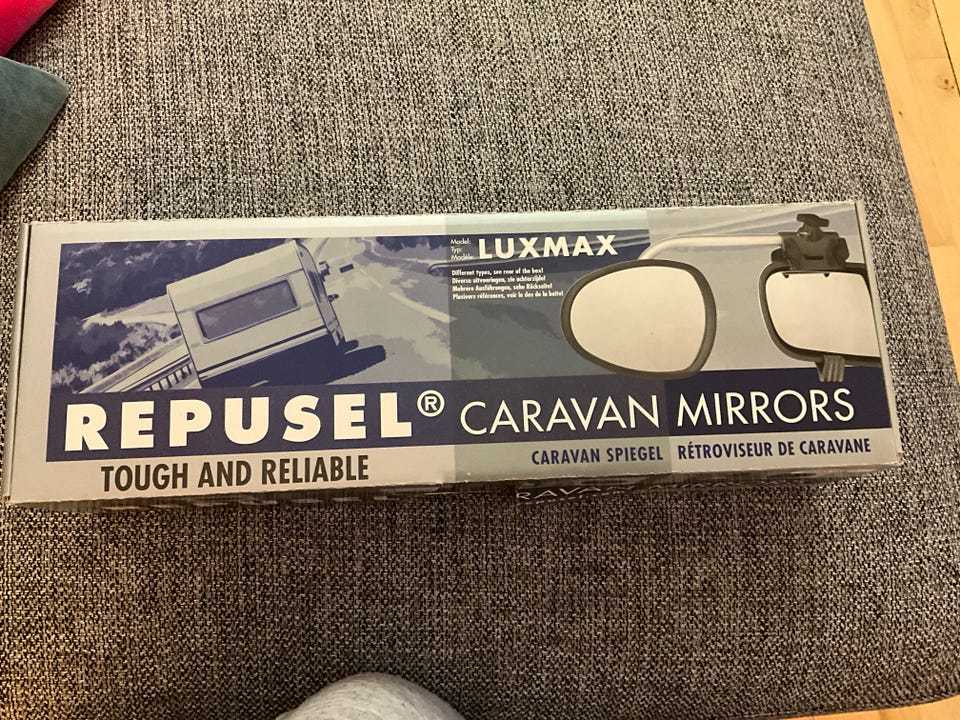 Model:
Typ:
Modèle:
LUXMAX
Different types, see rear of the box!
Diverse uitvoeringen, zie achterzijde!
Mehrere Ausführungen, sehe Rückseite!
Plusieurs références, voir le dos de la boîte!
REPUSEL® CARAVAN MIRRORS
TOUGH AND RELIABLE
CARAVAN SPIEGEL
RÉTROVISEUR DE CARAVANE